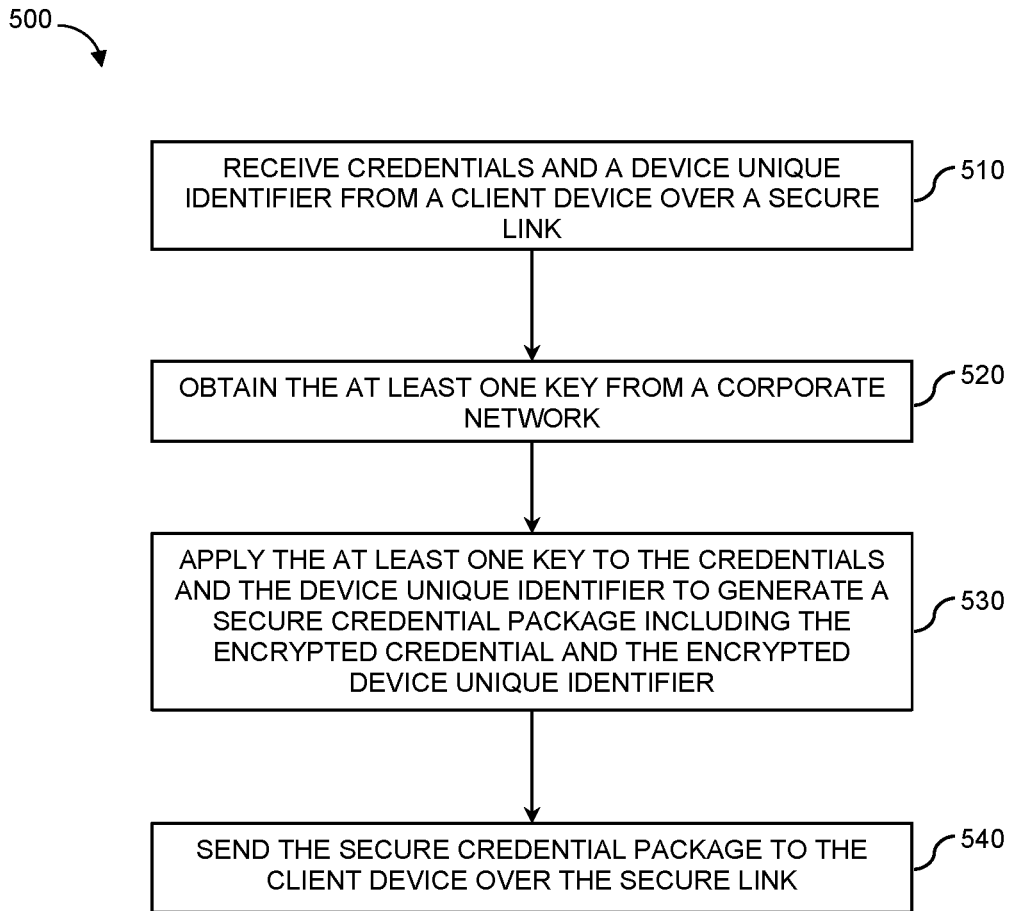 500
RECEIVE CREDENTIALS AND A DEVICE UNIQUE
IDENTIFIER FROM A CLIENT DEVICE OVER A SECURE
LINK
510
OBTAIN THE AT LEAST ONE KEY FROM A CORPORATE
NETWORK
520
APPLY THE AT LEAST ONE KEY TO THE CREDENTIALS
AND THE DEVICE UNIQUE IDENTIFIER TO GENERATE A
SECURE CREDENTIAL PACKAGE INCLUDING THE
ENCRYPTED CREDENTIAL AND THE ENCRYPTED
DEVICE UNIQUE IDENTIFIER
530
SEND THE SECURE CREDENTIAL PACKAGE TO THE
CLIENT DEVICE OVER THE SECURE LINK
540